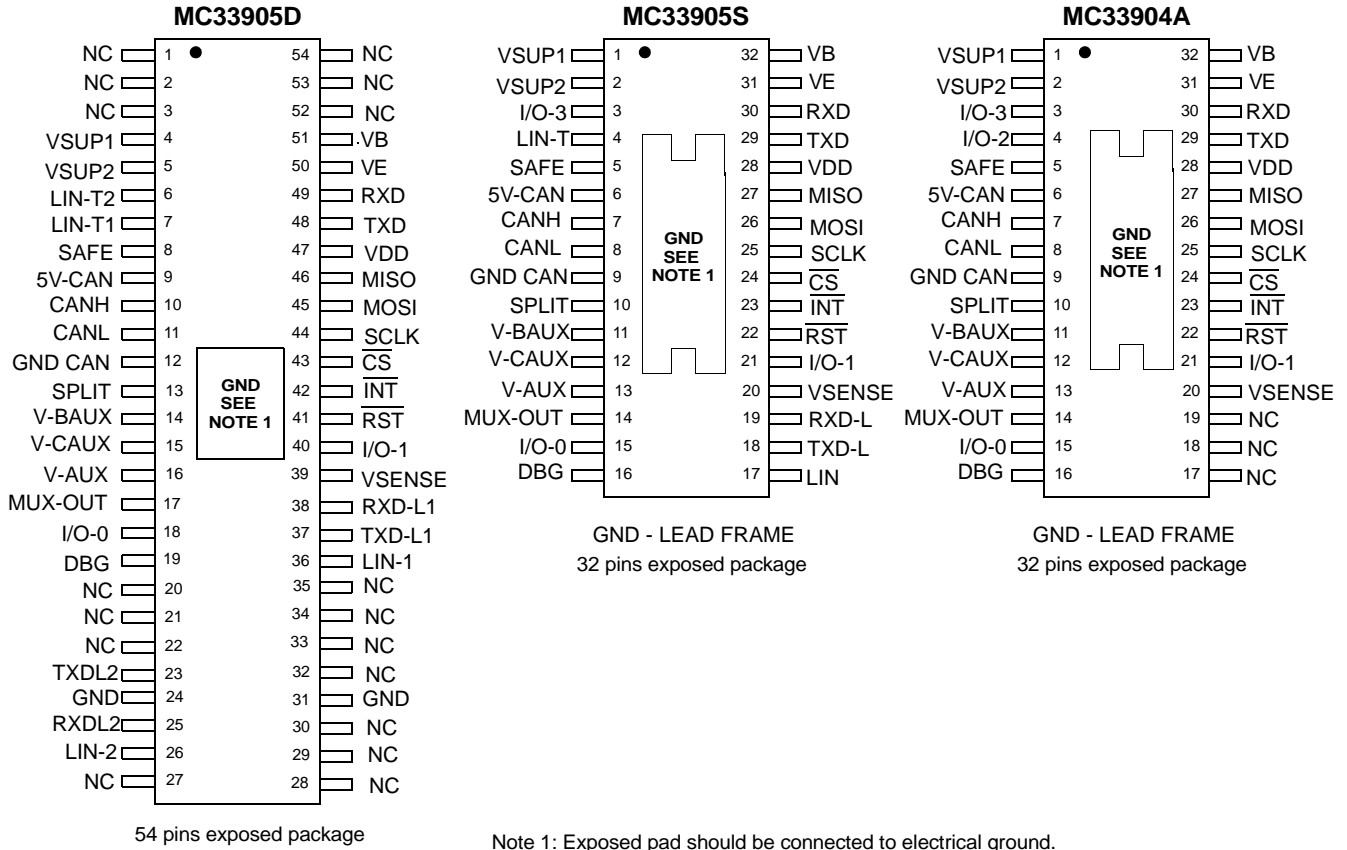 MC33905D MC33905S MC33904A
NC 1 54 NC
NC 2 53 NC
NC 3 52 NC
VSUP1 4 51 .VB
VSUP2 5 50 VE
LIN-T2 6 49 RXD
LIN-T1 7 48 TXD
SAFE 8 47 VDD
5V-CAN 9 46 MISO
CANH 10 45 MOSI
CANL 11 44 SCLK
GND CAN 12 43 C̅S̅
SPLIT 13 42 I̅N̅T̅
V-BAUX 14 41 R̅S̅T̅
V-CAUX 15 40 I/O-1
V-AUX 16 39 VSENSE
MUX-OUT 17 38 RXD-L1
I/O-0 18 37 TXD-L1
DBG 19 36 LIN-1
NC 20 35 NC
NC 21 34 NC
NC 22 33 NC
TXDL2 23 32 NC
GND 24 31 GND
RXDL2 25 30 NC
LIN-2 26 29 NC
NC 27 28 NC
GND
SEE
NOTE 1
54 pins exposed package
VSUP1 1 32 VB
VSUP2 2 31 VE
I/O-3 3 30 RXD
LIN-T 4 29 TXD
SAFE 5 28 VDD
5V-CAN 6 27 MISO
CANH 7 26 MOSI
CANL 8 25 SCLK
GND CAN 9 24 C̅S̅
SPLIT 10 23 I̅N̅T̅
V-BAUX 11 22 R̅S̅T̅
V-CAUX 12 21 I/O-1
V-AUX 13 20 VSENSE
MUX-OUT 14 19 RXD-L
I/O-0 15 18 TXD-L
DBG 16 17 LIN
GND
SEE
NOTE 1
GND - LEAD FRAME
32 pins exposed package
VSUP1 1 32 VB
VSUP2 2 31 VE
I/O-3 3 30 RXD
I/O-2 4 29 TXD
SAFE 5 28 VDD
5V-CAN 6 27 MISO
CANH 7 26 MOSI
CANL 8 25 SCLK
GND CAN 9 24 C̅S̅
SPLIT 10 23 I̅N̅T̅
V-BAUX 11 22 R̅S̅T̅
V-CAUX 12 21 I/O-1
V-AUX 13 20 VSENSE
MUX-OUT 14 19 NC
I/O-0 15 18 NC
DBG 16 17 NC
GND
SEE
NOTE 1
GND - LEAD FRAME
32 pins exposed package
Note 1: Exposed pad should be connected to electrical ground.